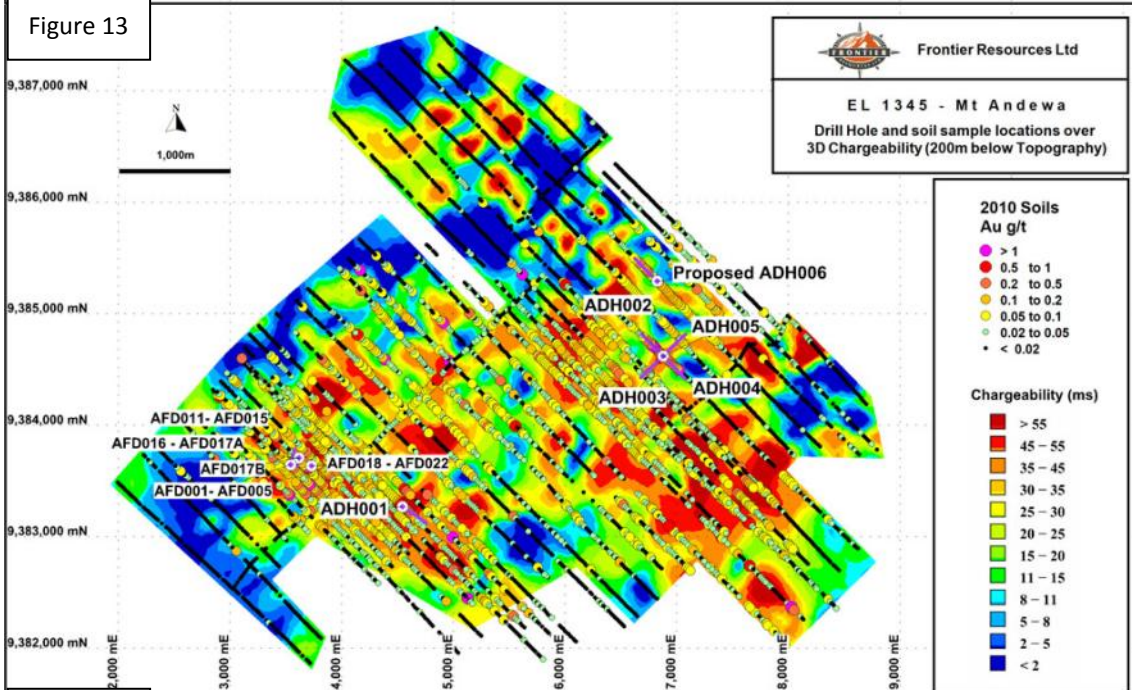 Figure 13
FRONTIER
Frontier Resources Ltd
EL 1345 - Mt Andewa
Drill Hole and soil sample locations over
3D Chargeability (200m below Topography)
N
1,000m
9,387,000 mN
9,386,000 mN
9,385,000 mN
9,384,000 mN
9,383,000 mN
9,382,000 mN
Proposed ADH006
ADH002
ADH005
ADH003
ADH004
AFD011- AFD015
AFD016 - AFD017A
AFD017B
AFD018 - AFD022
AFD001- AFD005
ADH001
2,000 mE
3,000 mE
4,000 mE
5,000 mE
6,000 mE
7,000 mE
8,000 mE
9,000 mE
2010 Soils
Au g/t
> 1
0.5 to 1
0.2 to 0.5
0.1 to 0.2
0.05 to 0.1
0.02 to 0.05
< 0.02
Chargeability (ms)
> 55
45 – 55
35 – 45
30 – 35
25 – 30
20 – 25
15 – 20
11 – 15
8 – 11
5 – 8
2 – 5
< 2